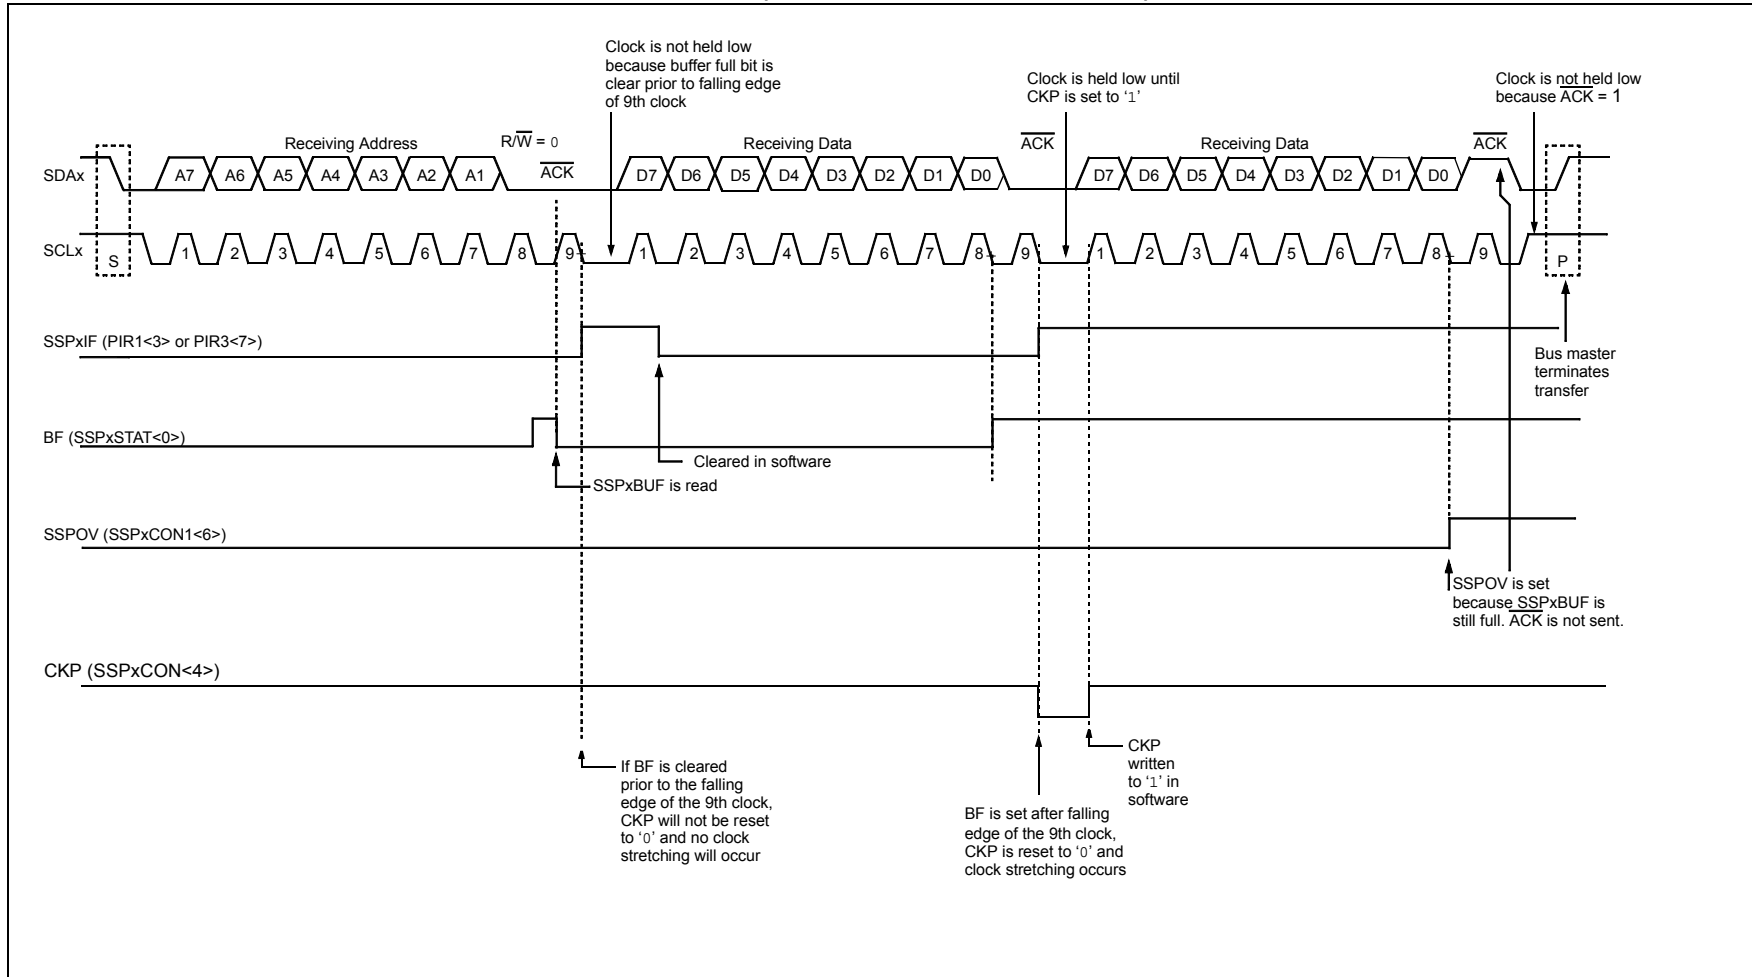 Clock is not held low
because buffer full bit is
clear prior to falling edge
of 9th clock
Clock is held low until
CKP is set to ‘1’
Clock is not held low
because ACK = 1
Receiving Address
R/W = 0
ACK
Receiving Data
ACK
Receiving Data
ACK
SDAx
A7 A6 A5 A4 A3 A2 A1
D7 D6 D5 D4 D3 D2 D1 D0
D7 D6 D5 D4 D3 D2 D1 D0
SCLx
S
1 2 3 4 5 6 7 8 9
1 2 3 4 5 6 7 8 9
1 2 3 4 5 6 7 8 9
P
SSPxIF (PIR1<3> or PIR3<7>)
Bus master
terminates
transfer
BF (SSPxSTAT<0>)
Cleared in software
SSPxBUF is read
SSPOV (SSPxCON1<6>)
SSPOV is set
because SSPxBUF is
still full. ACK is not sent.
CKP (SSPxCON<4>)
If BF is cleared
prior to the falling
edge of the 9th clock,
CKP will not be reset
to ‘0’ and no clock
stretching will occur
BF is set after falling
edge of the 9th clock,
CKP is reset to ‘0’ and
clock stretching occurs
CKP
written
to ‘1’ in
software